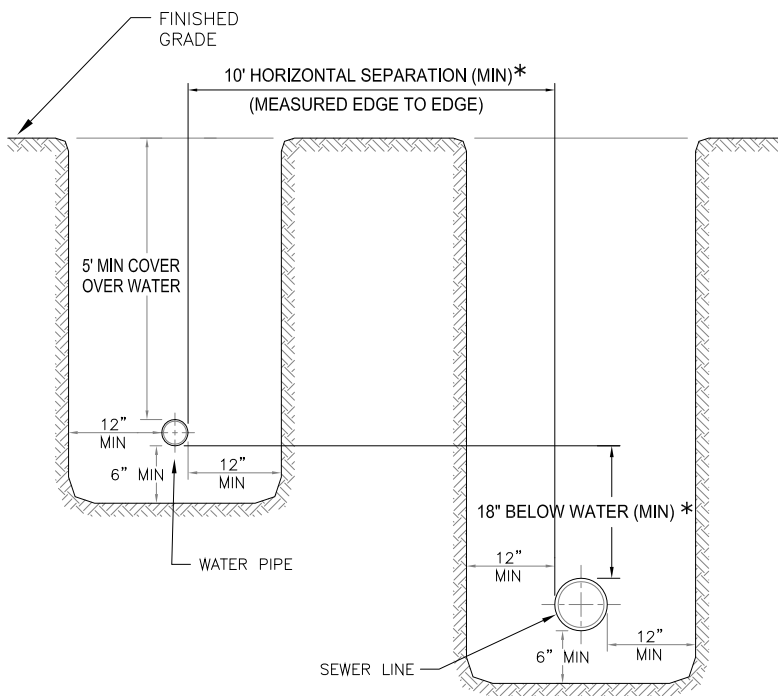 FINISHED
GRADE
10' HORIZONTAL SEPARATION (MIN)*
(MEASURED EDGE TO EDGE)
5' MIN COVER
OVER WATER
12"
MIN
6" MIN
12"
MIN
18" BELOW WATER (MIN) *
WATER PIPE
12"
MIN
12"
MIN
6" MIN
SEWER LINE